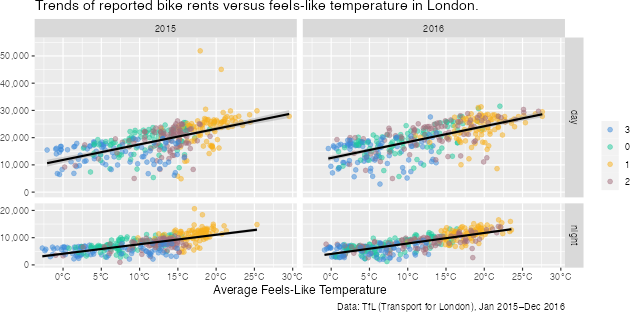 Trends of reported bike rents versus feels-like temperature in London.
2015
2016
50,000
40,000
30,000
20,000
10,000
0
day
20,000
10,000
0
night
3
0
1
2
0°C 5°C 10°C 15°C 20°C 25°C 30°C
0°C 5°C 10°C 15°C 20°C 25°C 30°C
Average Feels-Like Temperature
Data: TfL (Transport for London), Jan 2015–Dec 2016